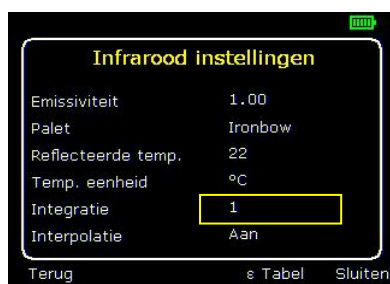 Infrarood instellingen
Emissiviteit 1.00
Palet Ironbow
Reflecteerde temp. 22
Temp. eenheid °C
Integratie 1
Interpolatie Aan
Terug ε Tabel Sluiten